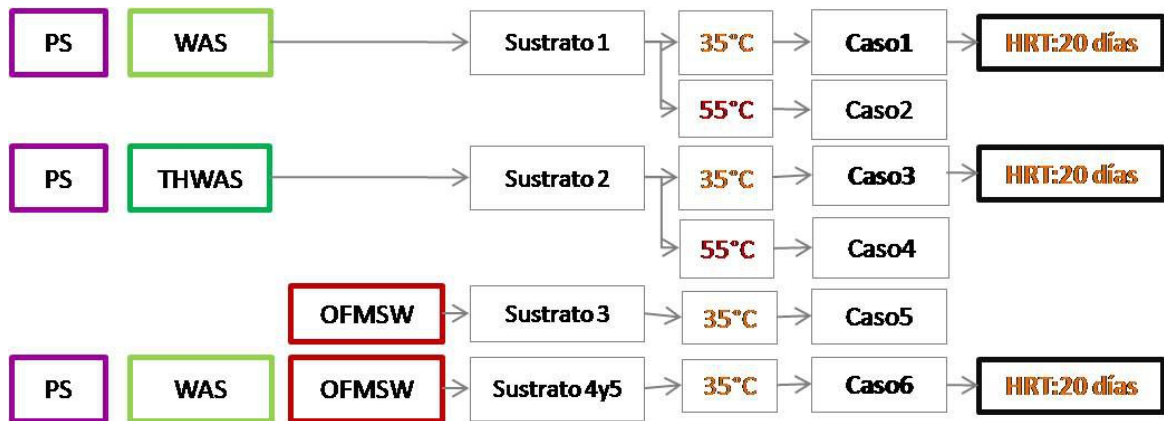 PS WAS Sustrato 1 35°C Caso1 HRT:20 días
55°C Caso2
PS THWAS Sustrato 2 35°C Caso3 HRT:20 días
55°C Caso4
OFMSW Sustrato 3 35°C Caso5
PS WAS OFMSW Sustrato 4y5 35°C Caso6 HRT:20 días